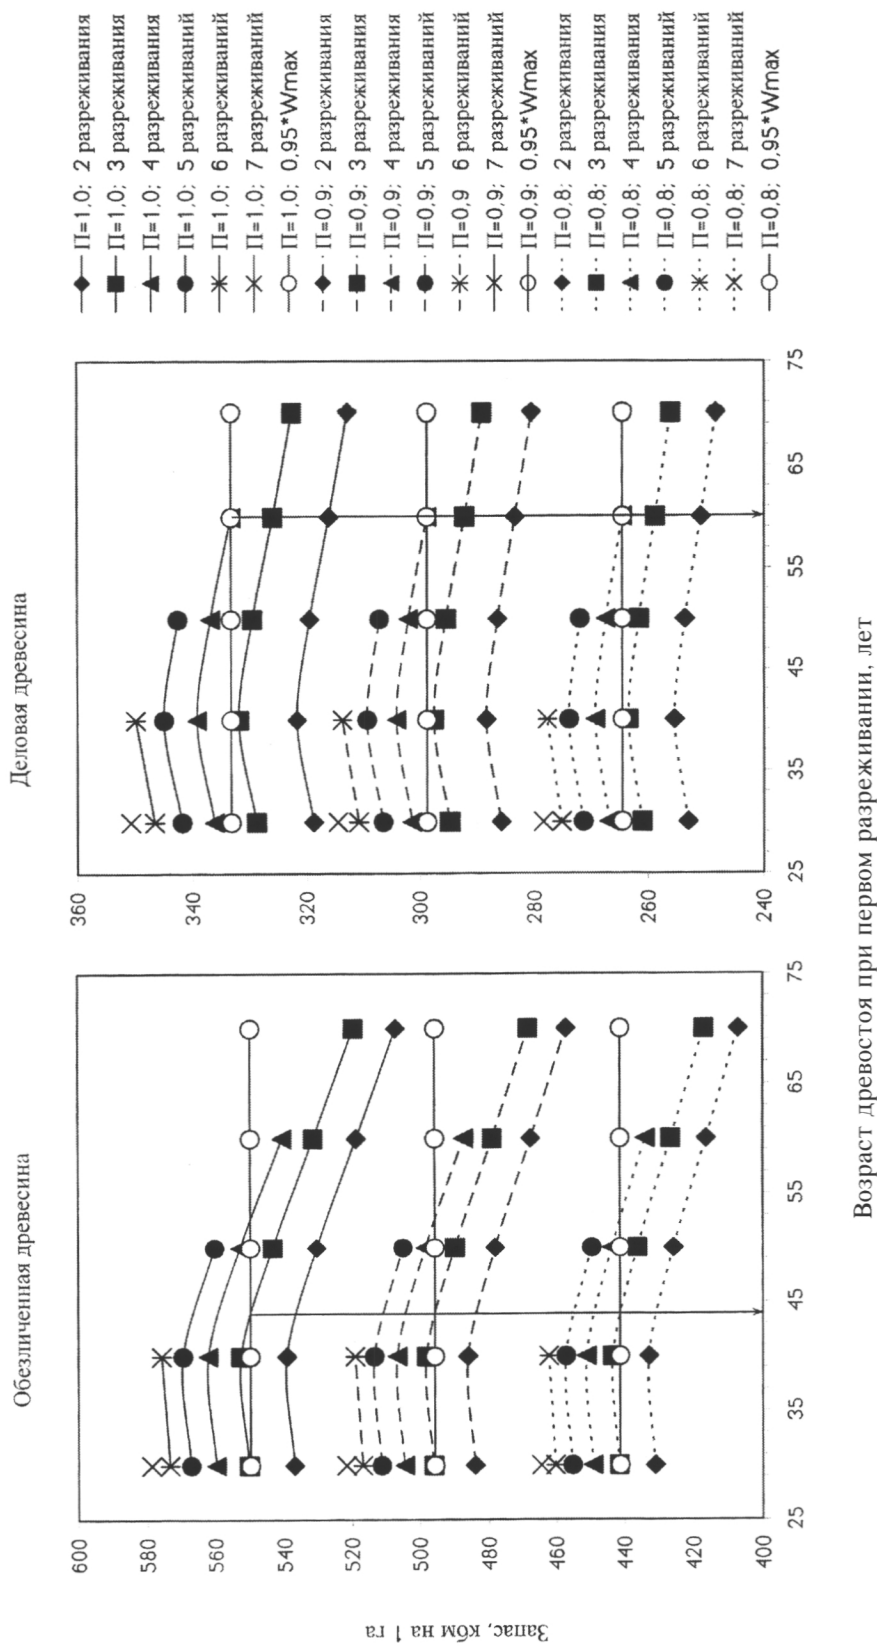 Обезличенная древесина
Деловая древесина
Запас, кбм на 1 га
600
580
560
540
520
500
480
460
440
420
400
25
35
45
55
65
75
360
340
320
300
280
260
240
25
35
45
55
65
75
Возраст древостоя при первом разреживании, лет
П=1,0; 2 разреживания
П=1,0; 3 разреживания
П=1,0; 4 разреживания
П=1,0; 5 разреживаний
П=1,0; 6 разреживаний
П=1,0; 7 разреживаний
П=1,0; 0,95*Wmax
П=0,9; 2 разреживания
П=0,9; 3 разреживания
П=0,9; 4 разреживания
П=0,9; 5 разреживаний
П=0,9 6 разреживаний
П=0,9; 7 разреживаний
П=0,9; 0,95*Wmax
П=0,8; 2 разреживания
П=0,8; 3 разреживания
П=0,8; 4 разреживания
П=0,8; 5 разреживаний
П=0,8; 6 разреживаний
П=0,8; 7 разреживаний
П=0,8; 0,95*Wmax